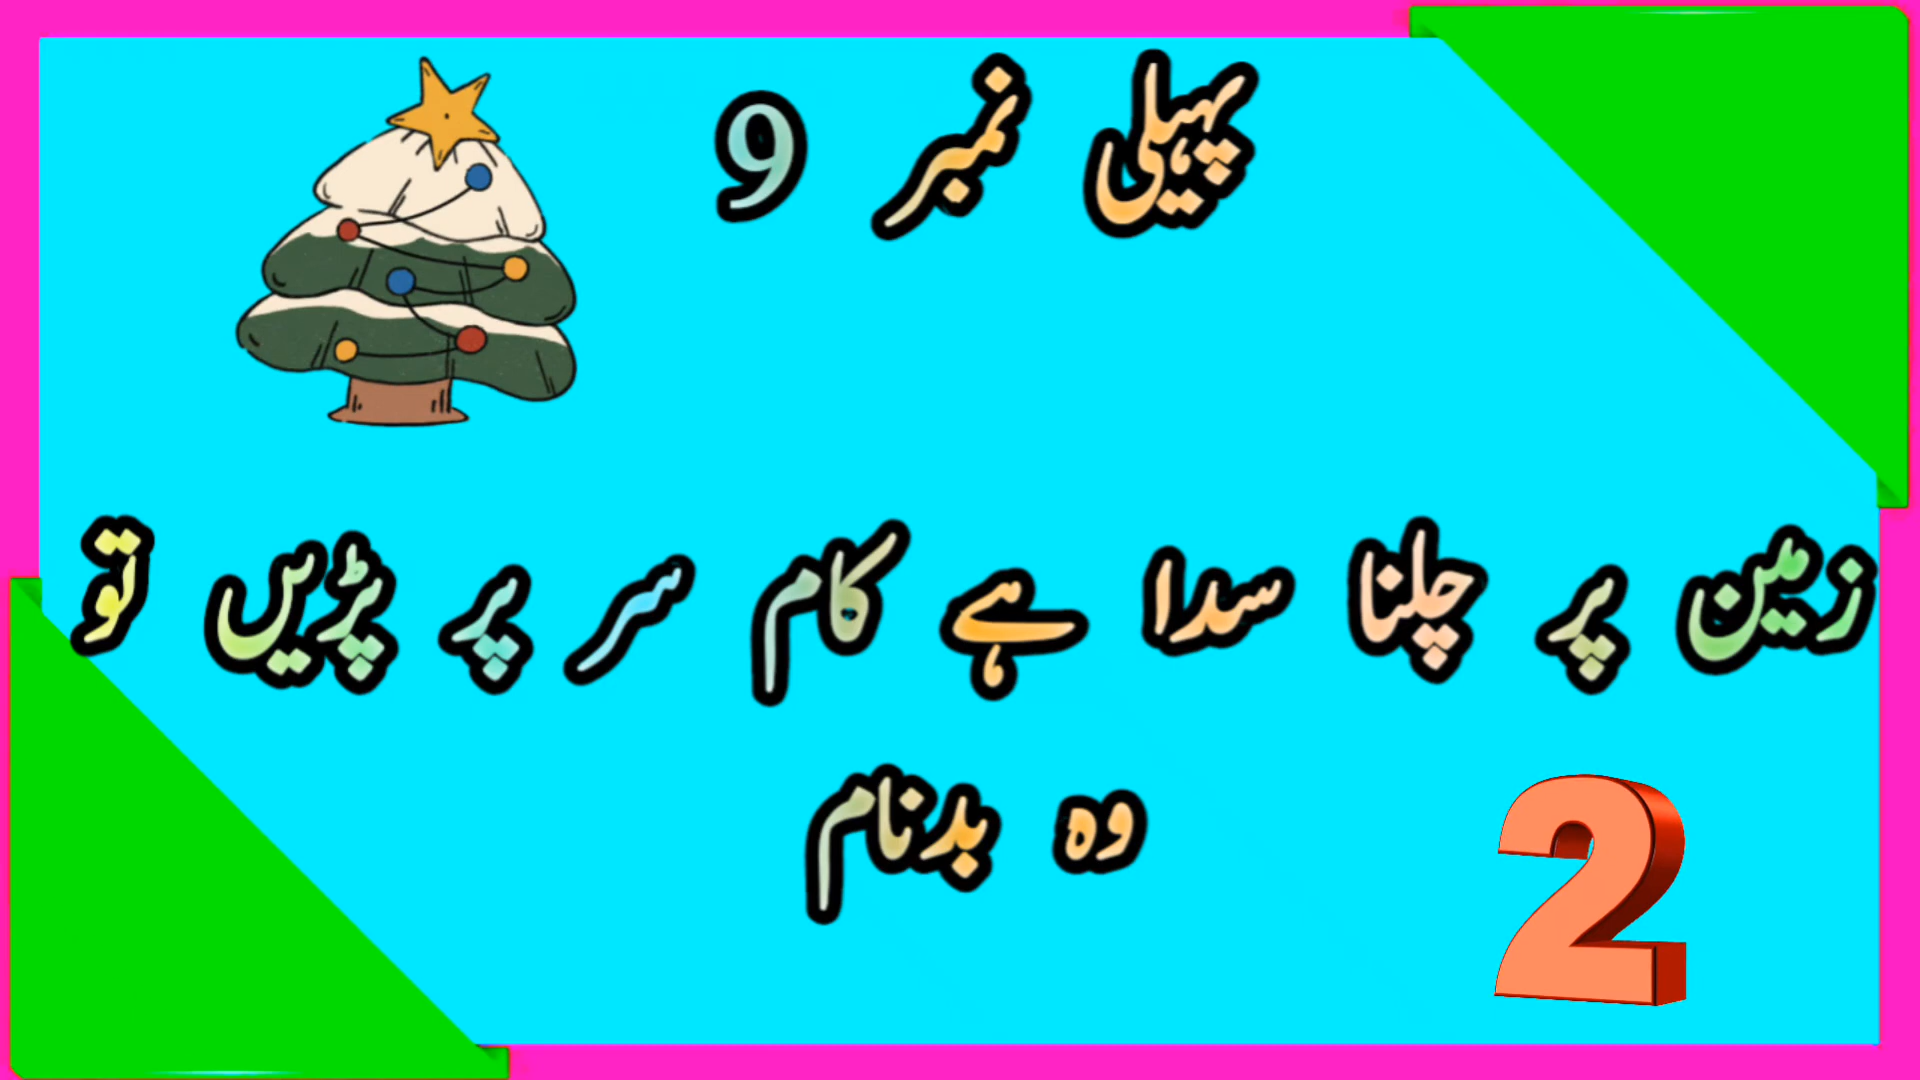 پہیلی نمبر 9
زمین پر چلنا سدا ہے کام سر پر پڑیں تو
وہ بدنام
2